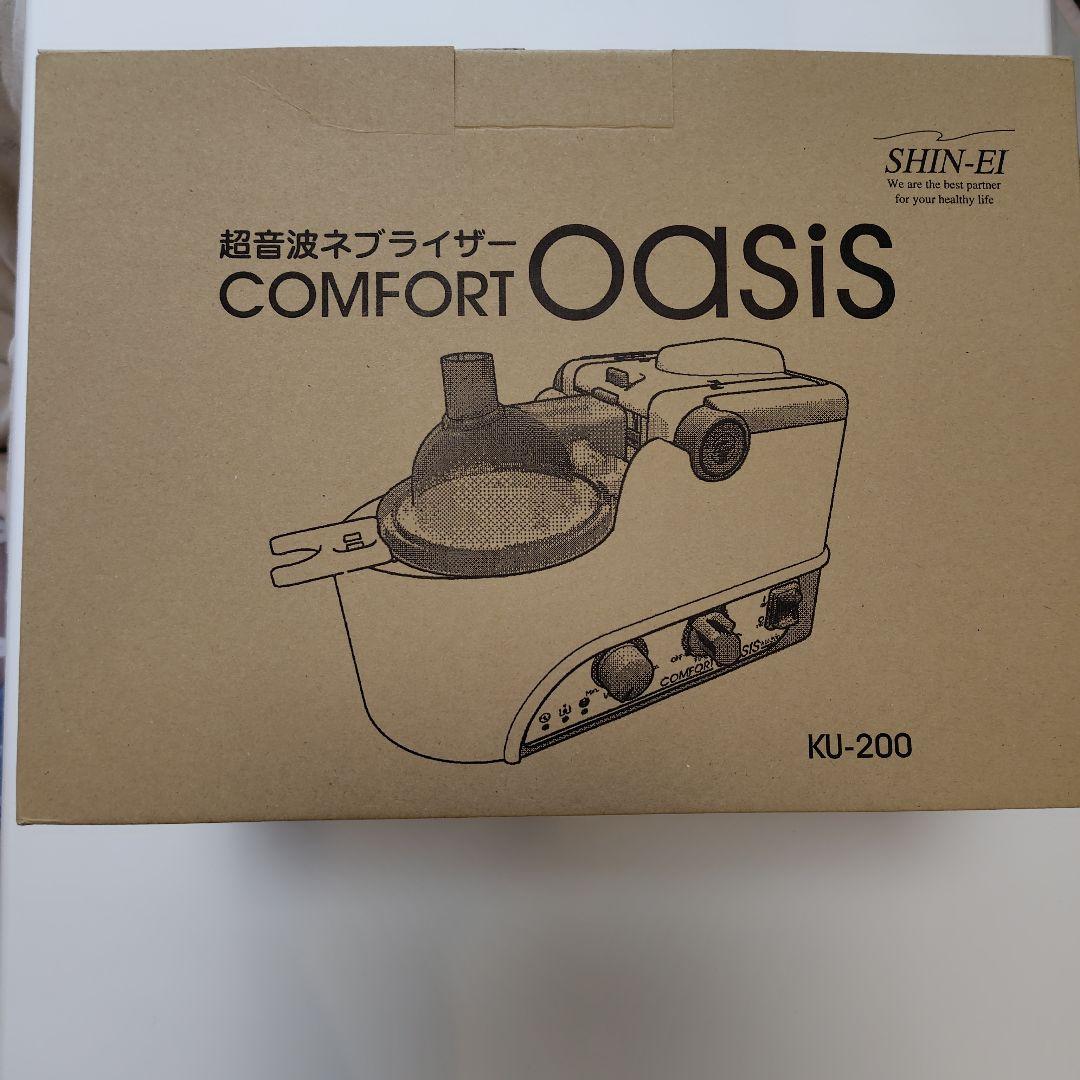 SHIN-EI
We are the best partner
for your healthy life
超音波ネブライザー
COMFORT oasis
COMFORT
KU-200